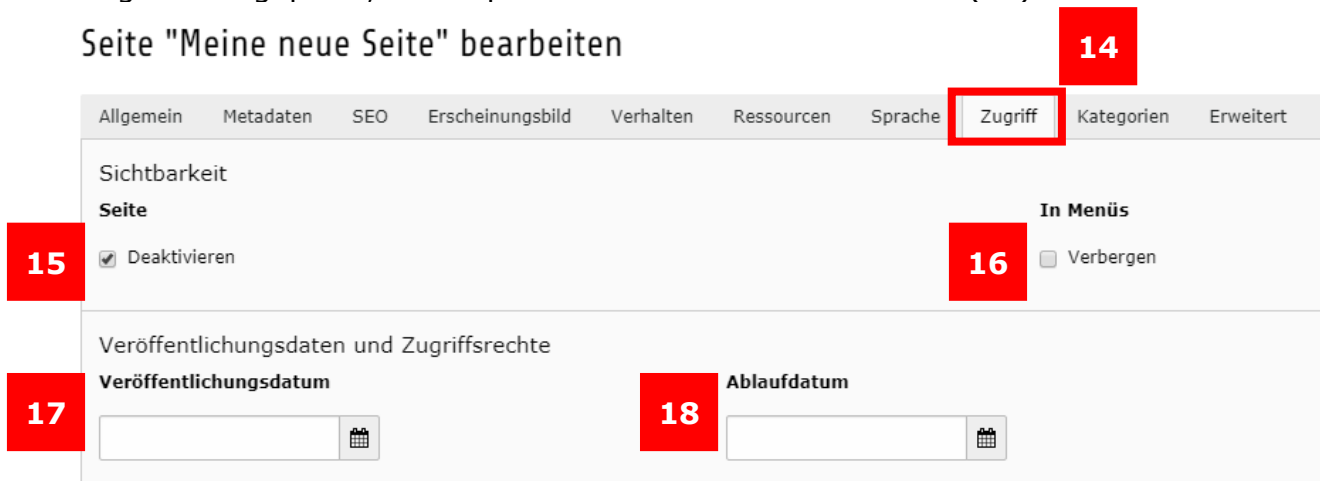 Seite "Meine neue Seite" bearbeiten
14
Allgemein Metadaten SEO Erscheinungsbild Verhalten Ressourcen Sprache Zugriff Kategorien Erweitert
Sichtbarkeit
Seite In Menüs
15 Deaktivieren 16 Verbergen
Veröffentlichungsdaten und Zugriffsrechte
Veröffentlichungsdatum Ablaufdatum
17 18